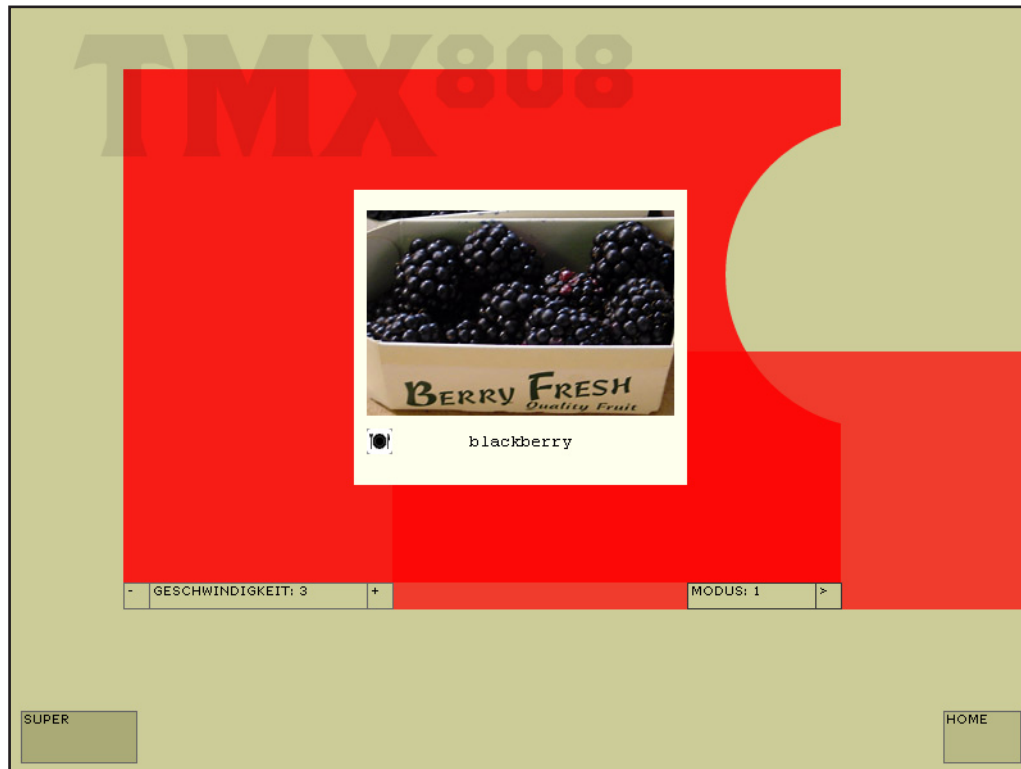 TMX808
BERRY FRESH
Quality Fruit
blackberry
- GESCHWINDIGKEIT: 3 +
MODUS: 1 >
SUPER
HOME